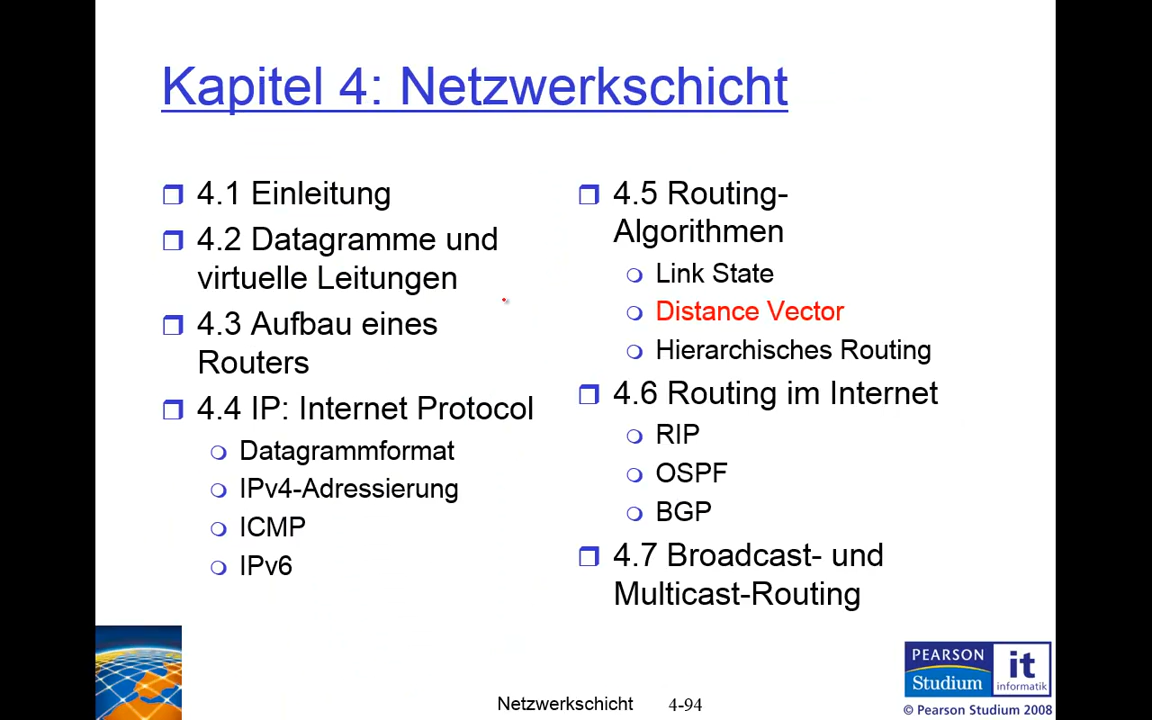 Kapitel 4: Netzwerkschicht
4.1 Einleitung
4.2 Datagramme und
virtuelle Leitungen
4.3 Aufbau eines
Routers
4.4 IP: Internet Protocol
Datagrammformat
IPv4-Adressierung
ICMP
IPv6
4.5 Routing-
Algorithmen
Link State
Distance Vector
Hierarchisches Routing
4.6 Routing im Internet
RIP
OSPF
BGP
4.7 Broadcast- und
Multicast-Routing
Netzwerkschicht 4-94
PEARSON
Studium
it
informatik
© Pearson Studium 2008